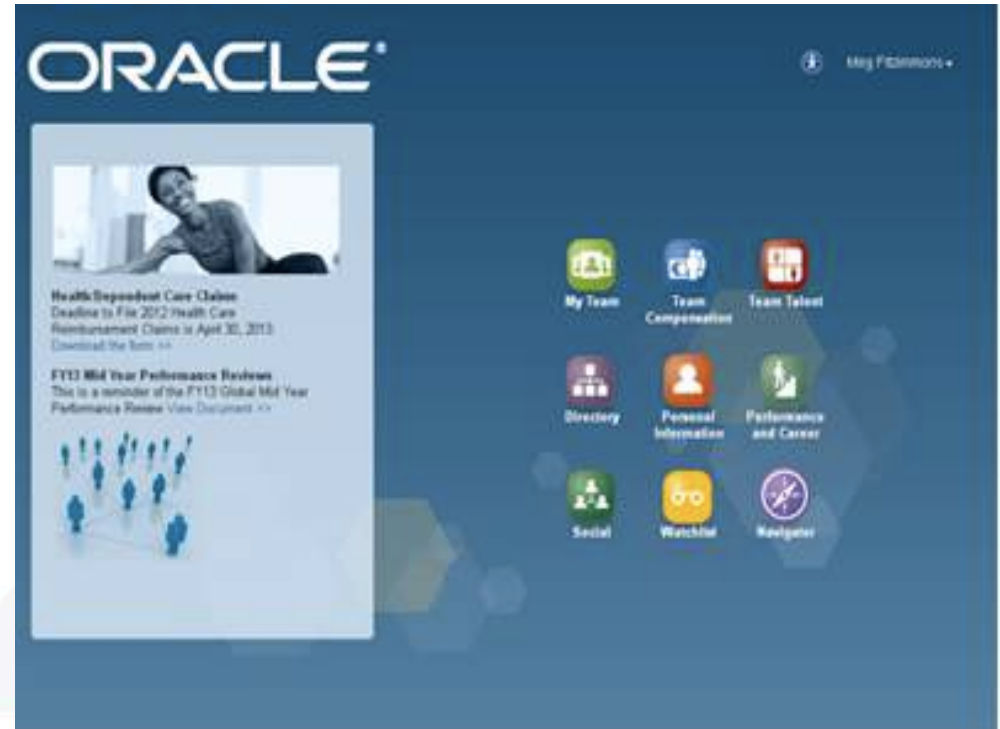 ORACLE
Meg Fitzimmons
Health/Dependent Care Claims
Deadline to File 2012 Health Care
Reimbursement Claims is April 30, 2013
Download the form >>
FY13 Mid Year Performance Reviews
This is a reminder of the FY13 Global Mid Year
Performance Review View Document >>
My Team
Team
Compensation
Team Talent
Directory
Personal
Information
Performance
and Career
Social
Watchlist
Navigator